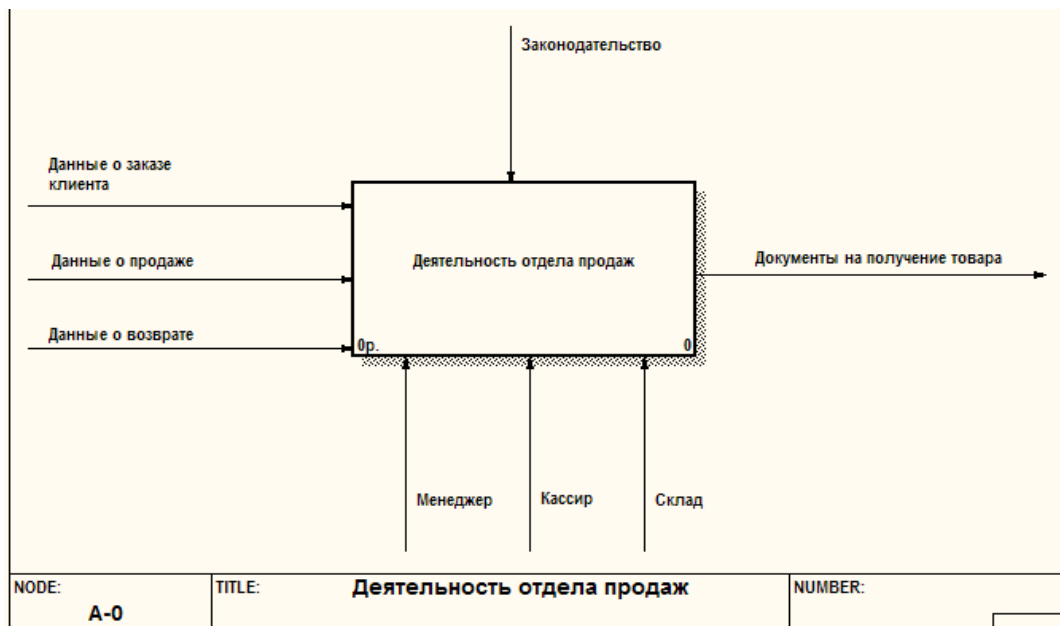 Законодательство
Данные о заказе
клиента
Данные о продаже
Деятельность отдела продаж
Документы на получение товара
Данные о возврате
0р.
0
Менеджер
Кассир
Склад
NODE:
A-0
TITLE:
Деятельность отдела продаж
NUMBER: